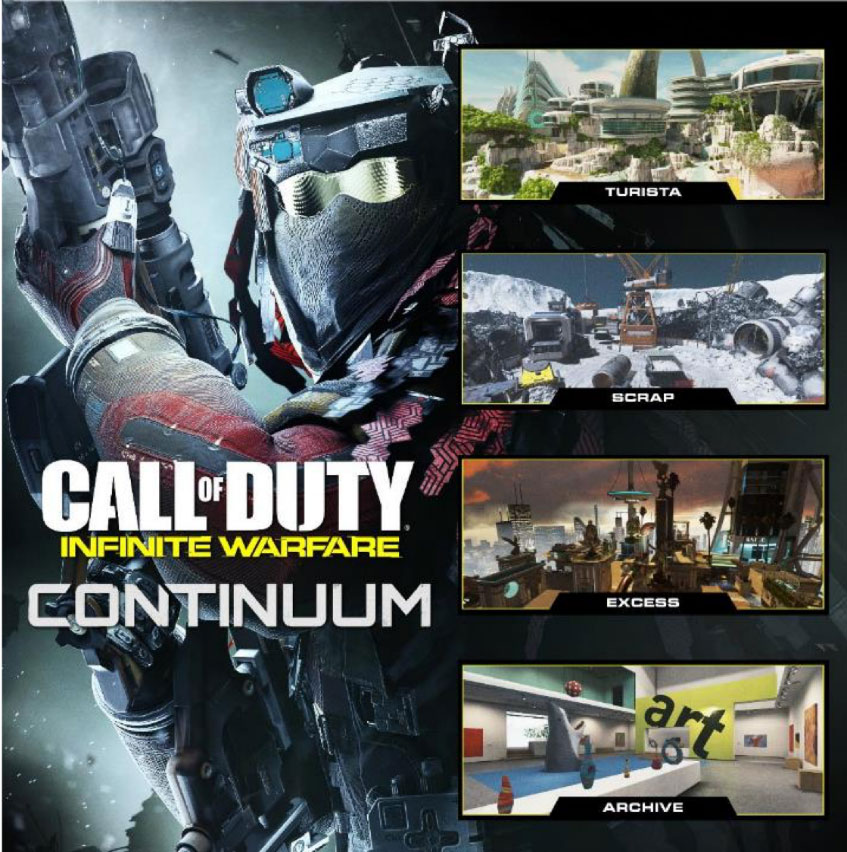 CALL OF DUTY
INFINITE WARFARE
CONTINUUM
TURISTA
SCRAP
EXCESS
art
ARCHIVE